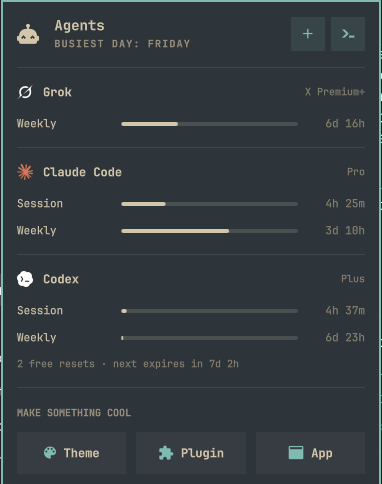 Agents
BUSIEST DAY: FRIDAY
Grok X Premium+
Weekly 6d 16h
Claude Code Pro
Session 4h 25m
Weekly 3d 10h
Codex Plus
Session 4h 37m
Weekly 6d 23h
2 free resets · next expires in 7d 2h
MAKE SOMETHING COOL
Theme Plugin App